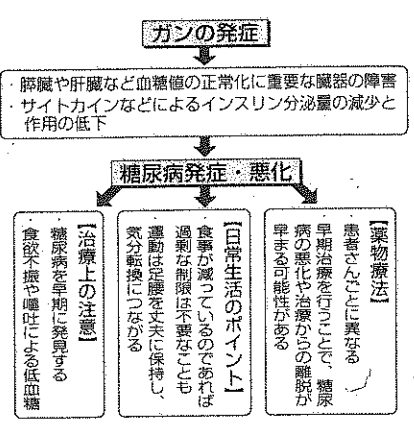 ガンの発症
・膵臓や肝臓など血糖値の正常化に重要な臓器の障害
・サイトカインなどによるインスリン分泌量の減少と
作用の低下
糖尿病発症・悪化
【薬物療法】
・患者さんごとに異なる
・早期治療を行うことで、糖尿
病の悪化や治療からの離脱が
早まる可能性がある
【日常生活のポイント】
・食事が減っているのであれば
過剰な制限は不要なことも
・運動は足腰を丈夫に保持し、
気分転換につながる
【治療上の注意】
・糖尿病を早期に発見する
・食欲不振や嘔吐による低血糖